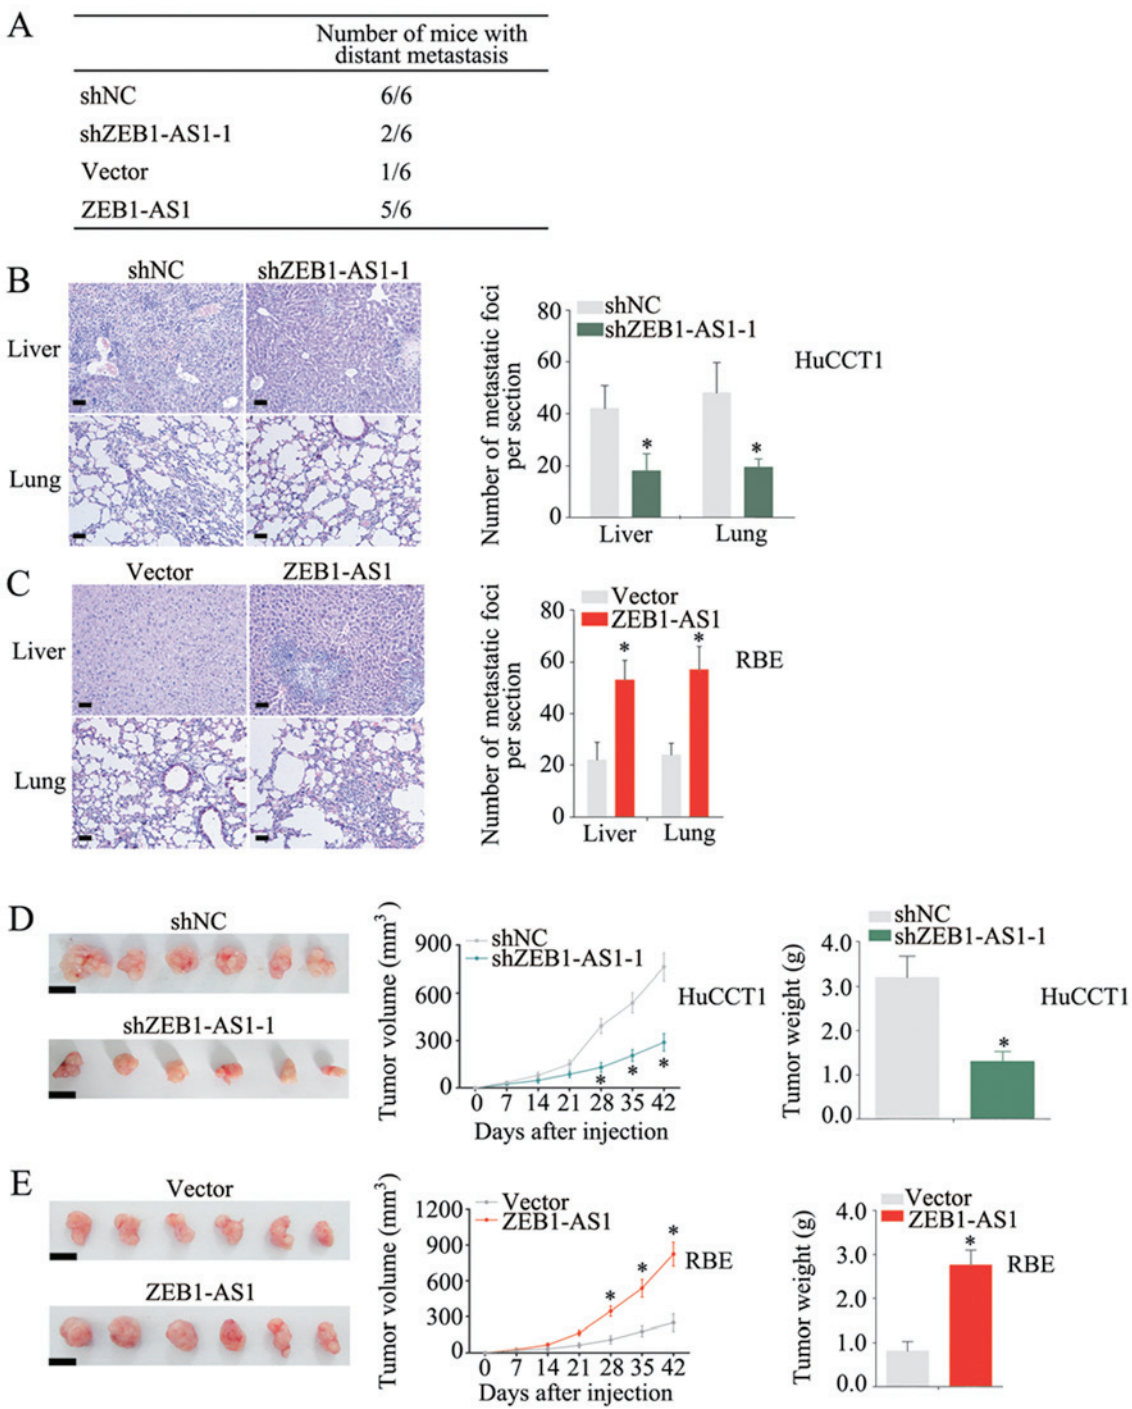 A
Number of mice with
distant metastasis
shNC 6/6
shZEB1-AS1-1 2/6
Vector 1/6
ZEB1-AS1 5/6
B
shNC shZEB1-AS1-1
Liver
Lung
Number of metastatic foci
per section
80
60
40
20
0
shNC
shZEB1-AS1-1
* *
Liver Lung
HuCCT1
C
Vector ZEB1-AS1
Liver
Lung
Number of metastatic foci
per section
80
60
40
20
0
Vector
ZEB1-AS1
* *
Liver Lung
RBE
D
shNC
shZEB1-AS1-1
Tumor volume (mm³)
900
600
300
0
shNC
shZEB1-AS1-1
* * *
0 7 14 21 28 35 42
Days after injection
HuCCT1
Tumor weight (g)
4.0
3.0
2.0
1.0
0.0
shNC
shZEB1-AS1-1
*
HuCCT1
E
Vector
ZEB1-AS1
Tumor volume (mm³)
1200
900
600
300
0
Vector
ZEB1-AS1
* * *
0 7 14 21 28 35 42
Days after injection
RBE
Tumor weight (g)
4.0
3.0
2.0
1.0
0.0
Vector
ZEB1-AS1
*
RBE